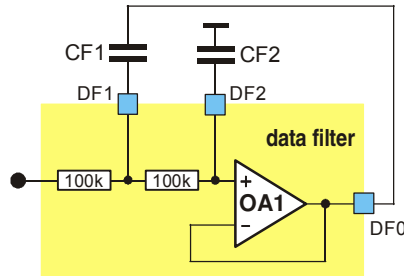 CF1
CF2
DF1
DF2
data filter
100k
100k
+
OA1
−
DF0